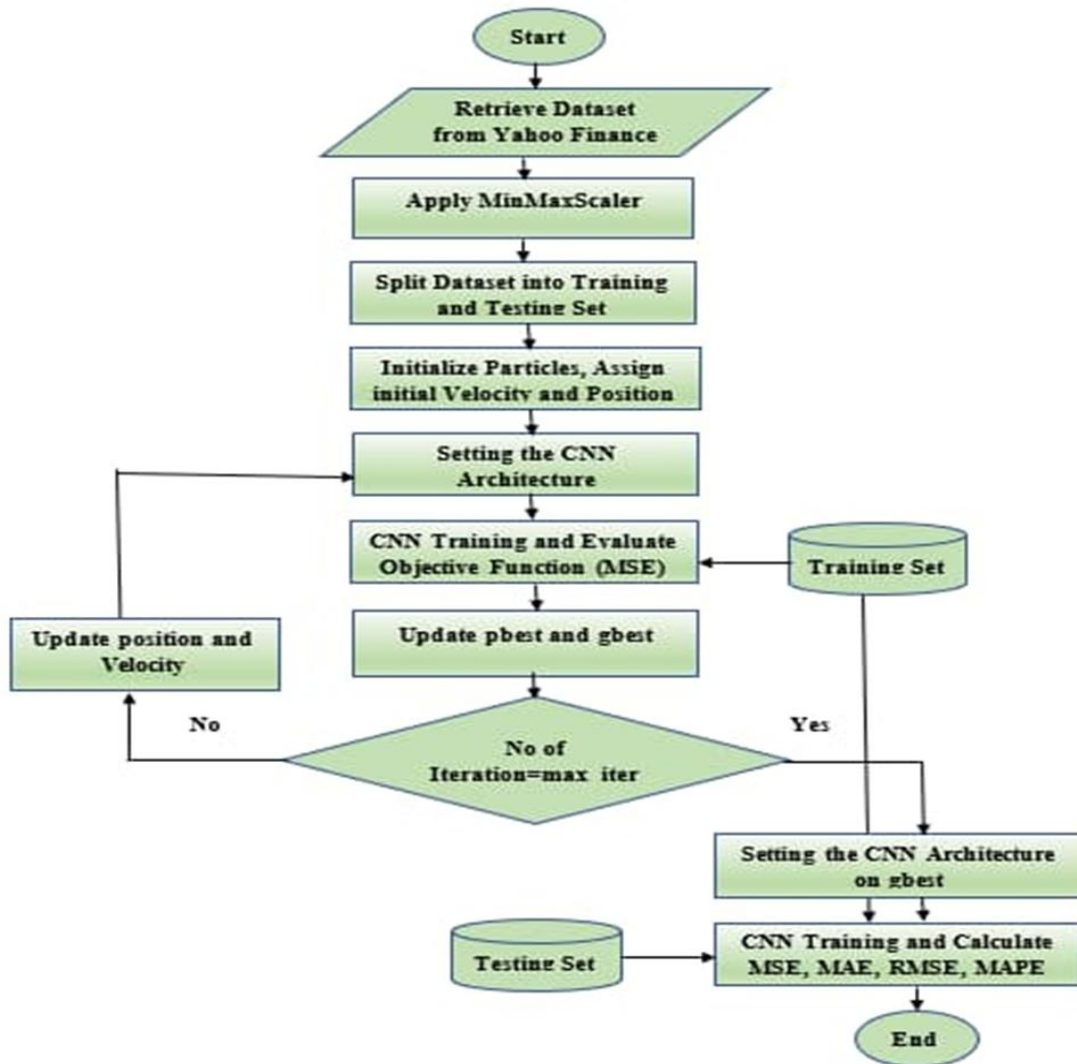 Start
Retrieve Dataset
from Yahoo Finance
Apply MinMaxScaler
Split Dataset into Training
and Testing Set
Initialize Particles, Assign
initial Velocity and Position
Setting the CNN
Architecture
CNN Training and Evaluate
Objective Function (MSE)
Training Set
Update pbest and gbest
Update position and
Velocity
No
Yes
No of
Iteration=max iter
Setting the CNN Architecture
on gbest
Testing Set
CNN Training and Calculate
MSE, MAE, RMSE, MAPE
End